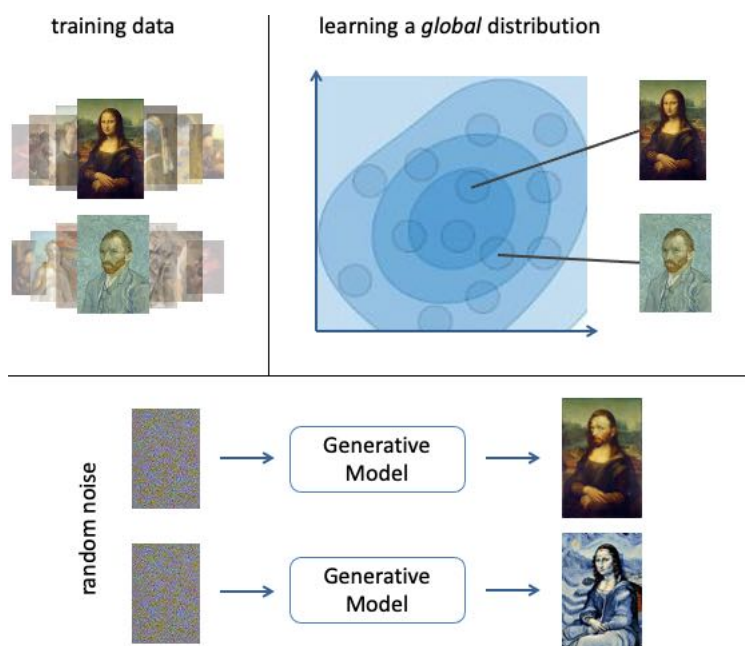 training data
learning a global distribution
random noise
Generative
Model
Generative
Model